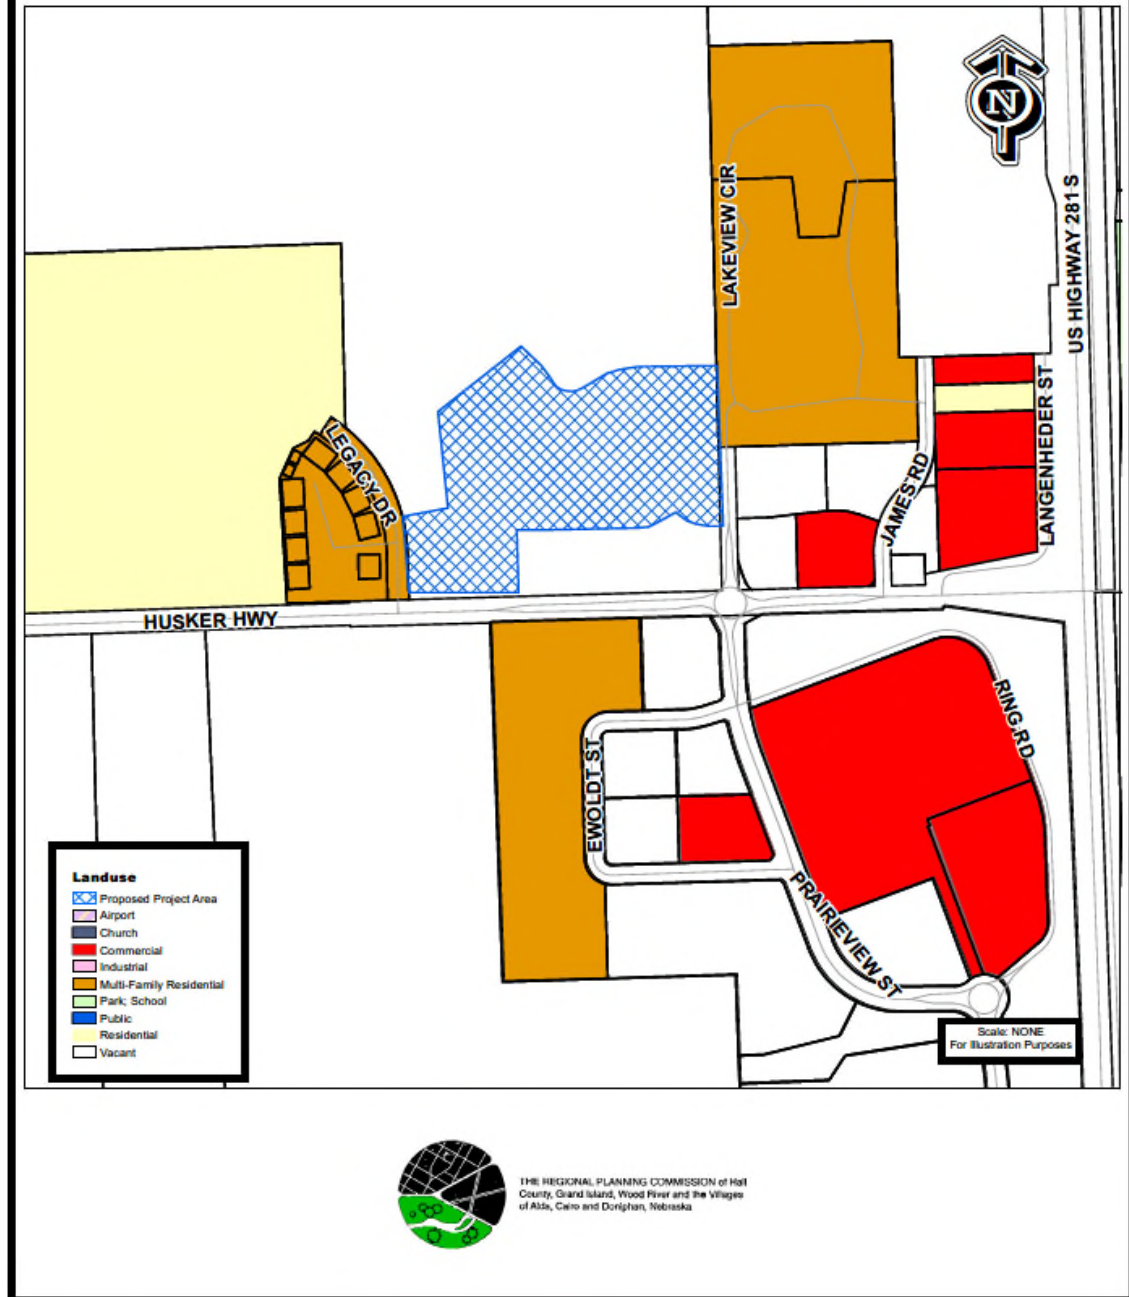 N
LAKEVIEW CIR
US HIGHWAY 281 S
LANGENHEDER ST
LEGACY DR
JAMES RD
HUSKER HWY
RING RD
EWOLDT ST
PRAIRIEVIEW ST
Landuse
Proposed Project Area
Airport
Church
Commercial
Industrial
Multi-Family Residential
Park; School
Public
Residential
Vacant
Scale: NONE
For Illustration Purposes
THE REGIONAL PLANNING COMMISSION of Hall
County, Grand Island, Wood River and the Villages
of Alda, Cairo and Doniphan, Nebraska